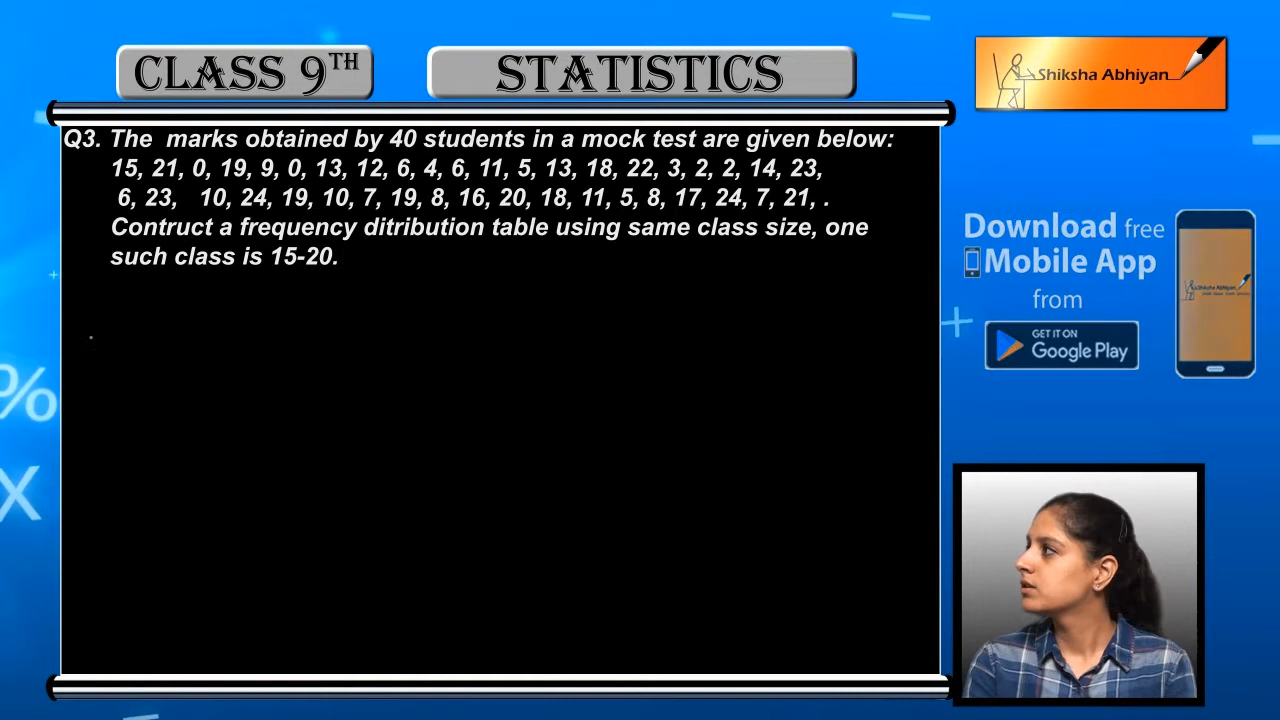 CLASS 9TH
STATISTICS
Shiksha Abhiyan
Q3. The marks obtained by 40 students in a mock test are given below:
15, 21, 0, 19, 9, 0, 13, 12, 6, 4, 6, 11, 5, 13, 18, 22, 3, 2, 2, 14, 23,
6, 23, 10, 24, 19, 10, 7, 19, 8, 16, 20, 18, 11, 5, 8, 17, 24, 7, 21, .
Contruct a frequency ditribution table using same class size, one
such class is 15-20.
Download free
Mobile App
from
GET IT ON
Google Play
Shiksha Abhiyan
%
X